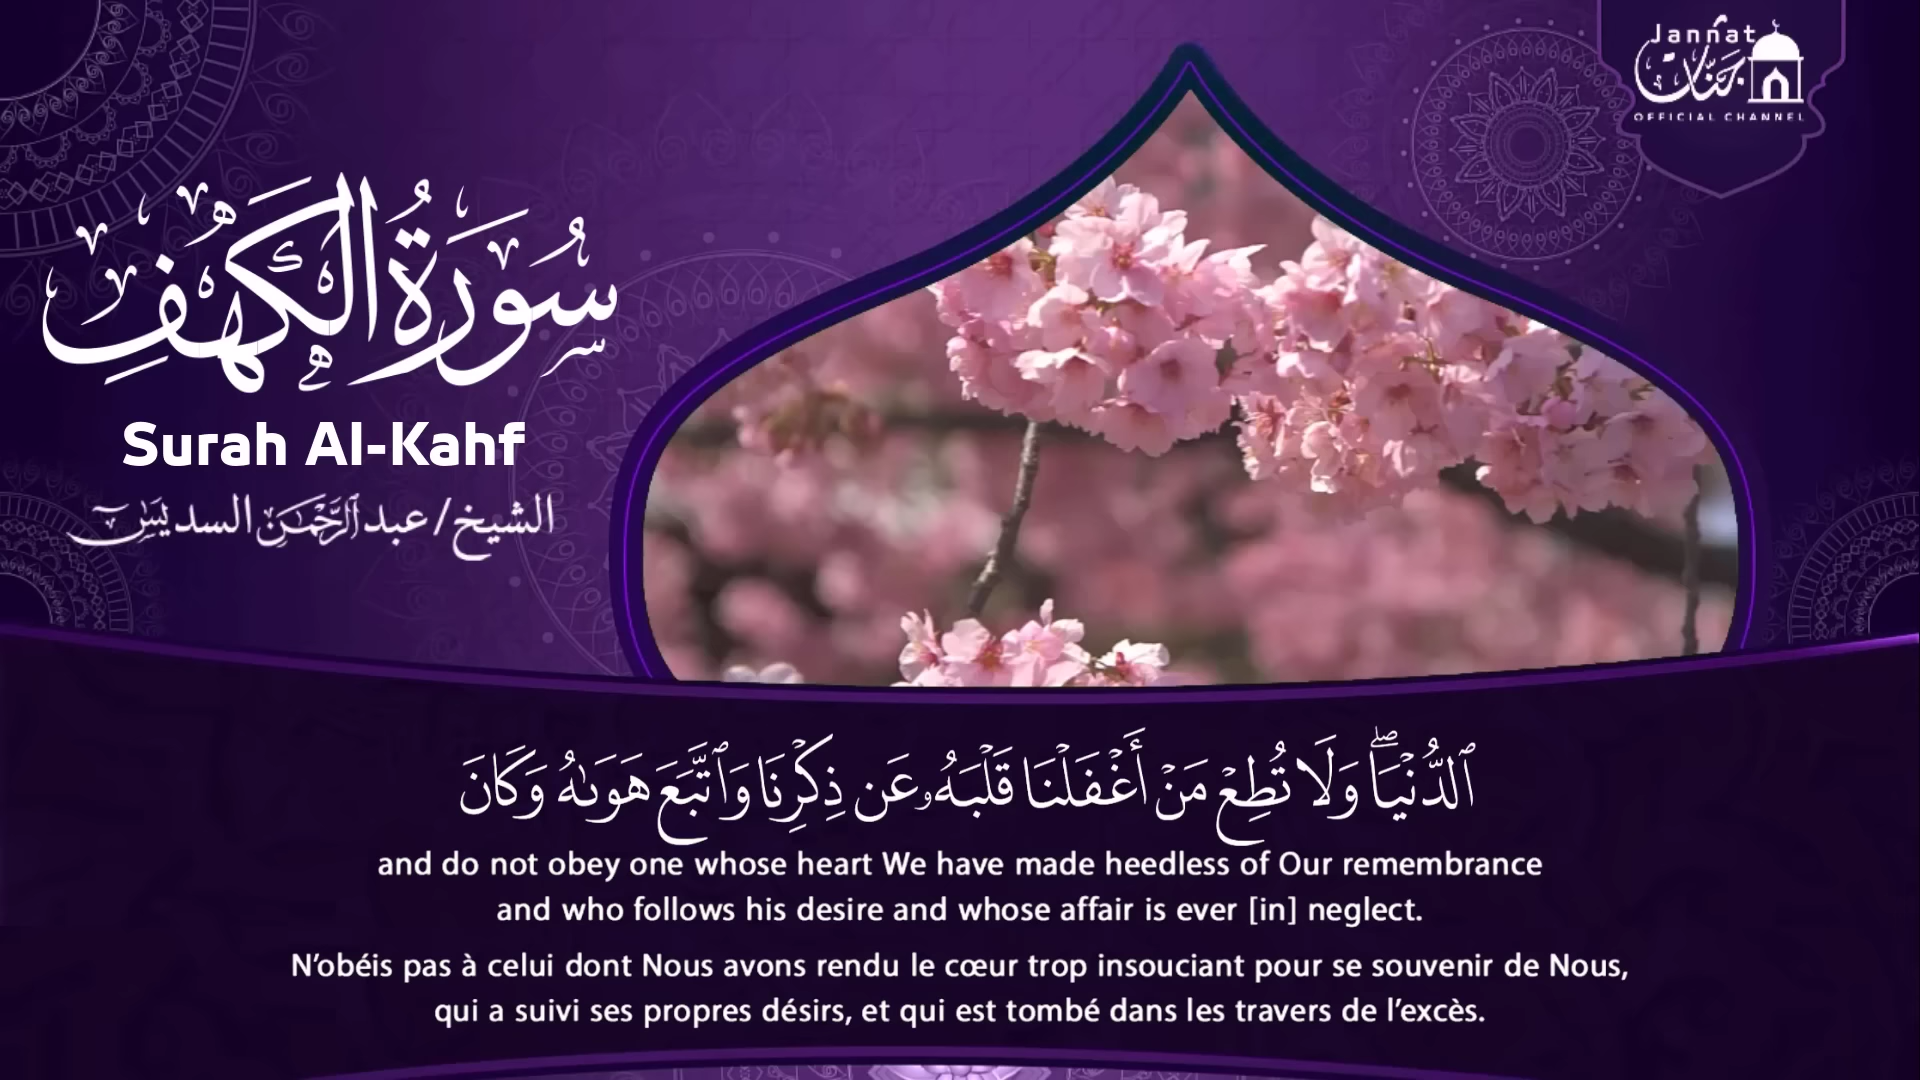 Jannat
جنات
OFFICIAL CHANNEL
سُورَةُ الْكَهْفِ
Surah Al-Kahf
الشيخ/عبد الرَّحْمَٰن السديس
ٱلدُّنْيَاۖ وَلَا تُطِعْ مَنْ أَغْفَلْنَا قَلْبَهُۥ عَن ذِكْرِنَا وَٱتَّبَعَ هَوَىٰهُ وَكَانَ
and do not obey one whose heart We have made heedless of Our remembrance
and who follows his desire and whose affair is ever [in] neglect.
N’obéis pas à celui dont Nous avons rendu le cœur trop insouciant pour se souvenir de Nous,
qui a suivi ses propres désirs, et qui est tombé dans les travers de l’excès.